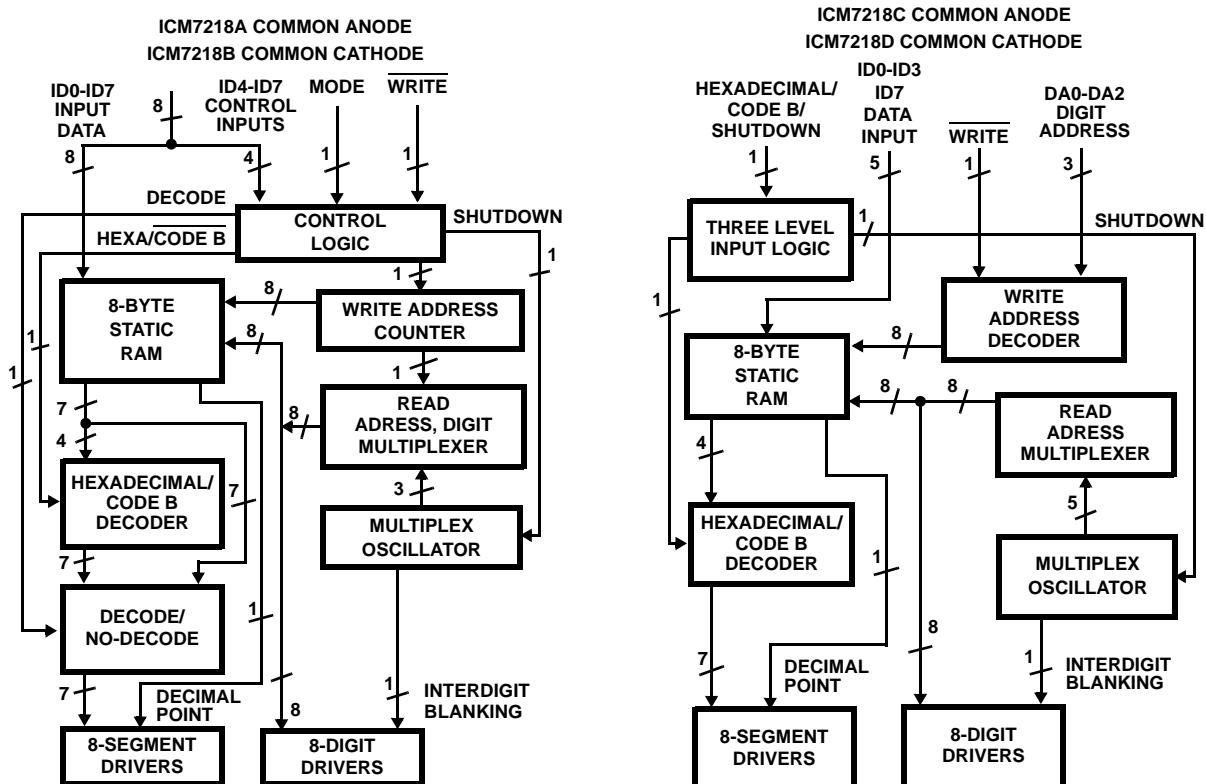 ICM7218A COMMON ANODE
ICM7218B COMMON CATHODE
ID0-ID7
INPUT
DATA
8
ID4-ID7
CONTROL
INPUTS
MODE
WRITE
8
4
1
1
DECODE
HEXA/CODE B
CONTROL
LOGIC
SHUTDOWN
1
1
8-BYTE
STATIC
RAM
8
WRITE ADDRESS
COUNTER
8
1
1
1
7
8
READ
ADRESS, DIGIT
MULTIPLEXER
4
HEXADECIMAL/
CODE B
DECODER
7
3
MULTIPLEX
OSCILLATOR
7
DECODE/
NO-DECODE
1
7
DECIMAL
POINT
8
1
INTERDIGIT
BLANKING
8-SEGMENT
DRIVERS
8-DIGIT
DRIVERS
ICM7218C COMMON ANODE
ICM7218D COMMON CATHODE
HEXADECIMAL/
CODE B/
SHUTDOWN
ID0-ID3
ID7
DATA
INPUT
WRITE
DA0-DA2
DIGIT
ADDRESS
1
5
1
3
THREE LEVEL
INPUT LOGIC
1
SHUTDOWN
1
WRITE
ADDRESS
DECODER
8-BYTE
STATIC
RAM
8
8
8
READ
ADRESS
MULTIPLEXER
4
5
HEXADECIMAL/
CODE B
DECODER
1
MULTIPLEX
OSCILLATOR
7
DECIMAL
POINT
8
1
INTERDIGIT
BLANKING
8-SEGMENT
DRIVERS
8-DIGIT
DRIVERS